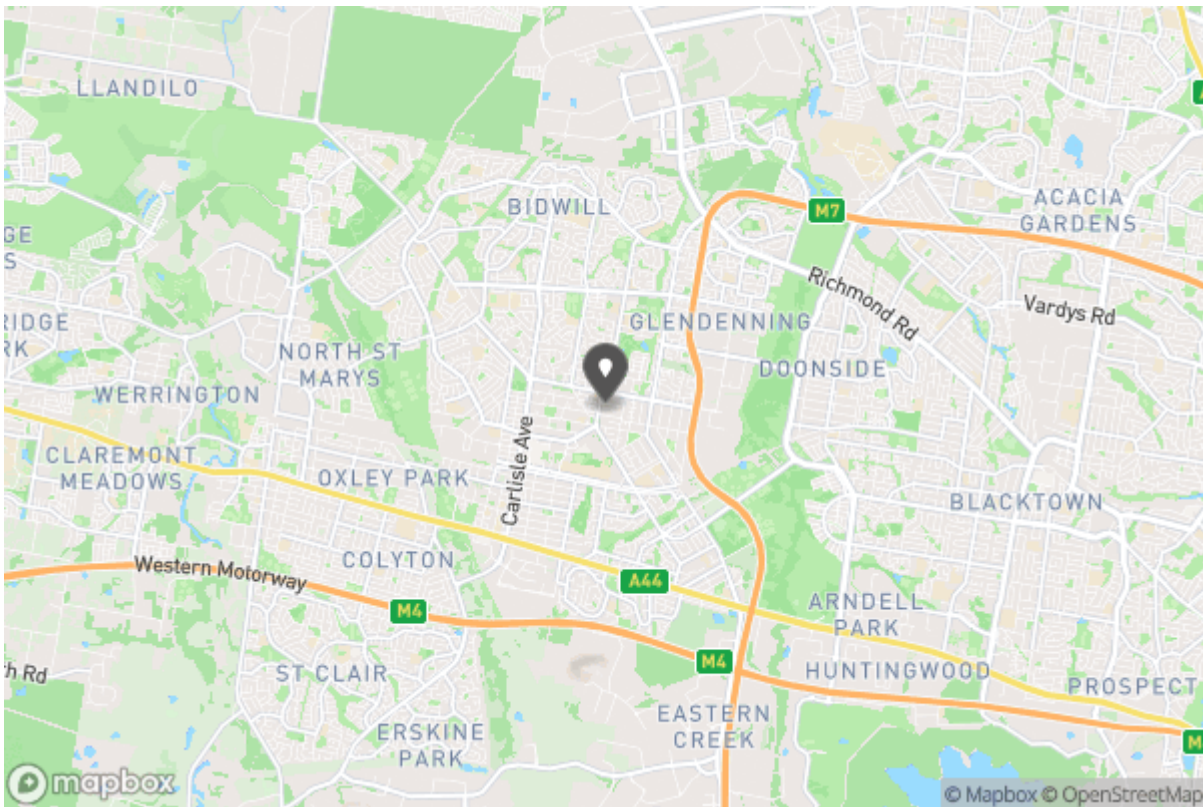 LLANDILO
BIDWILL
ACACIA
GARDENS
M7
Richmond Rd
Vardys Rd
GLENDENNING
DOONSIDE
NORTH ST
MARYS
WERRINGTON
CLAREMONT
MEADOWS
OXLEY PARK
Carlisle Ave
BLACKTOWN
COLYTON
Western Motorway
A44
M4
ARNDELL
PARK
M4
HUNTINGWOOD
ST CLAIR
PROSPECT
EASTERN
CREEK
ERSKINE
PARK
mapbox
© Mapbox © OpenStreetMap